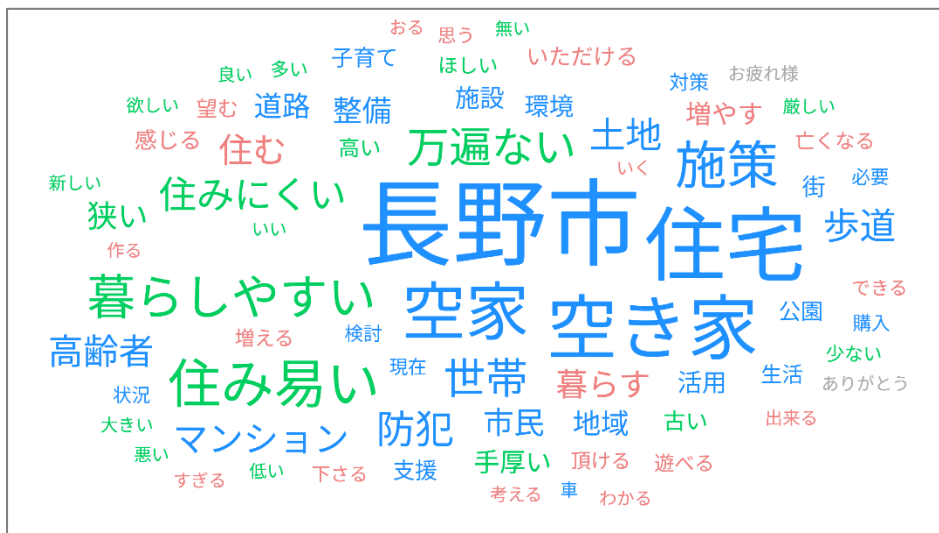 おる 思う 無い
子育て ほしい いただける
良い 多い 対策 お疲れ様
欲しい 望む 道路 整備 施設 環境 増やす 厳しい
感じる 住む 高い 万遍ない 土地 施策 亡くなる
新しい 住みにくい いく 街 必要
狭い いい 長野市 住宅 歩道
作る
暮らしやすい 空家 空き家 公園 できる
高齢者 増える 検討 購入
状況 住み易い 現在 世帯 暮らす 活用 生活 少ない ありがとう
大きい マンション 防犯 市民 地域 古い 出来る
悪い 手厚い 頂ける 遊べる
すぎる 低い 下さる 支援
考える 車 わかる